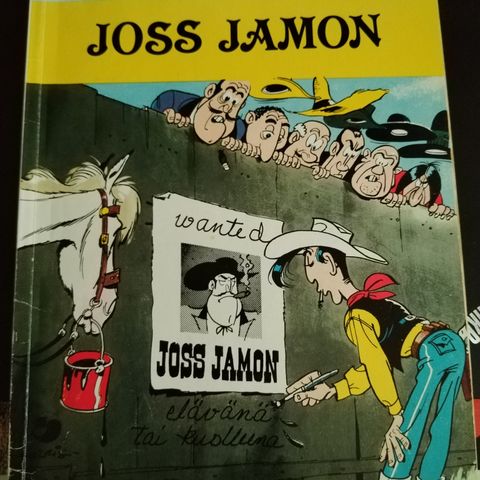 JOSS JAMON
wanted
JOSS JAMON
elävänä
tai kuolleena